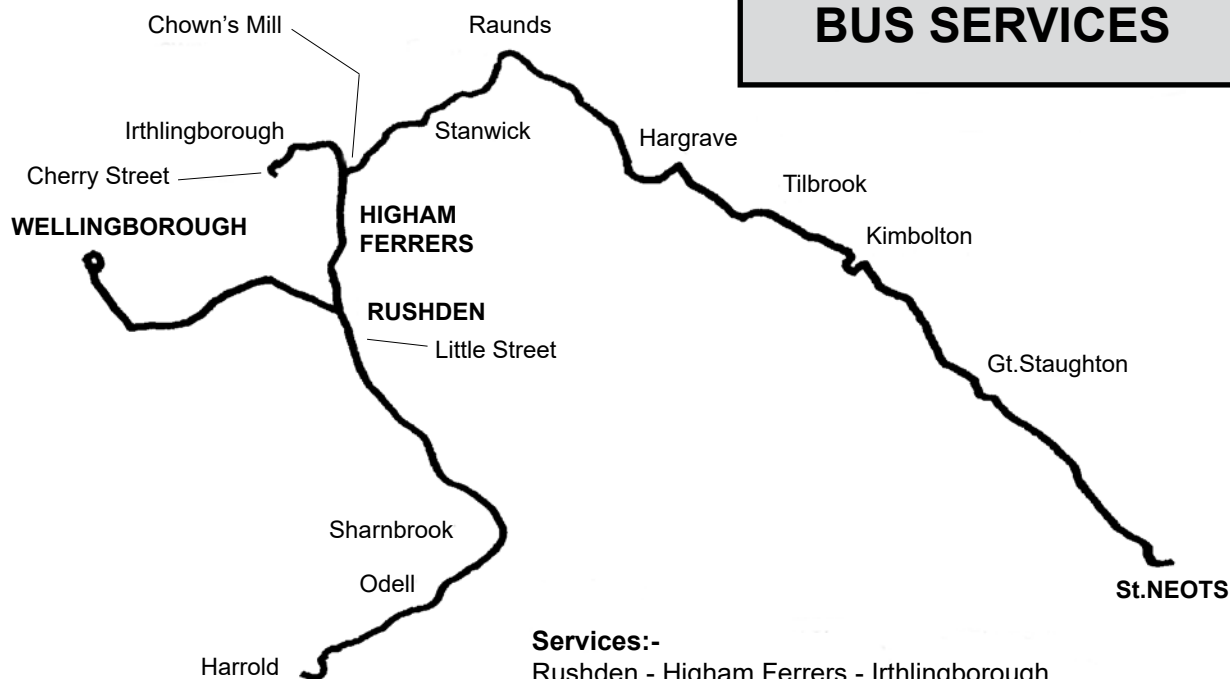 BUS SERVICES
Chown's Mill
Raunds
Irthlingborough
Stanwick
Hargrave
Cherry Street
Tilbrook
WELLINGBOROUGH
HIGHAM
FERRERS
Kimbolton
RUSHDEN
Little Street
Gt.Staughton
Sharnbrook
Odell
St.NEOTS
Services:-
Harrold
Rushden - Higham Ferrers - Irthlingborough